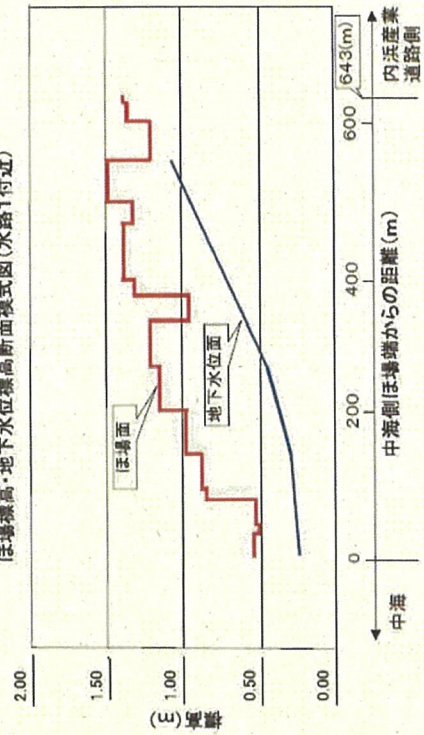 ほ場標高・地下水位標高断面模式図(水路1付近)
2.00
1.50
1.00
0.50
0.00
標高(m)
ほ場面
地下水位面
643(m)
0
200
400
600
中海側ほ場端からの距離(m)
中海
内浜産業
道路側